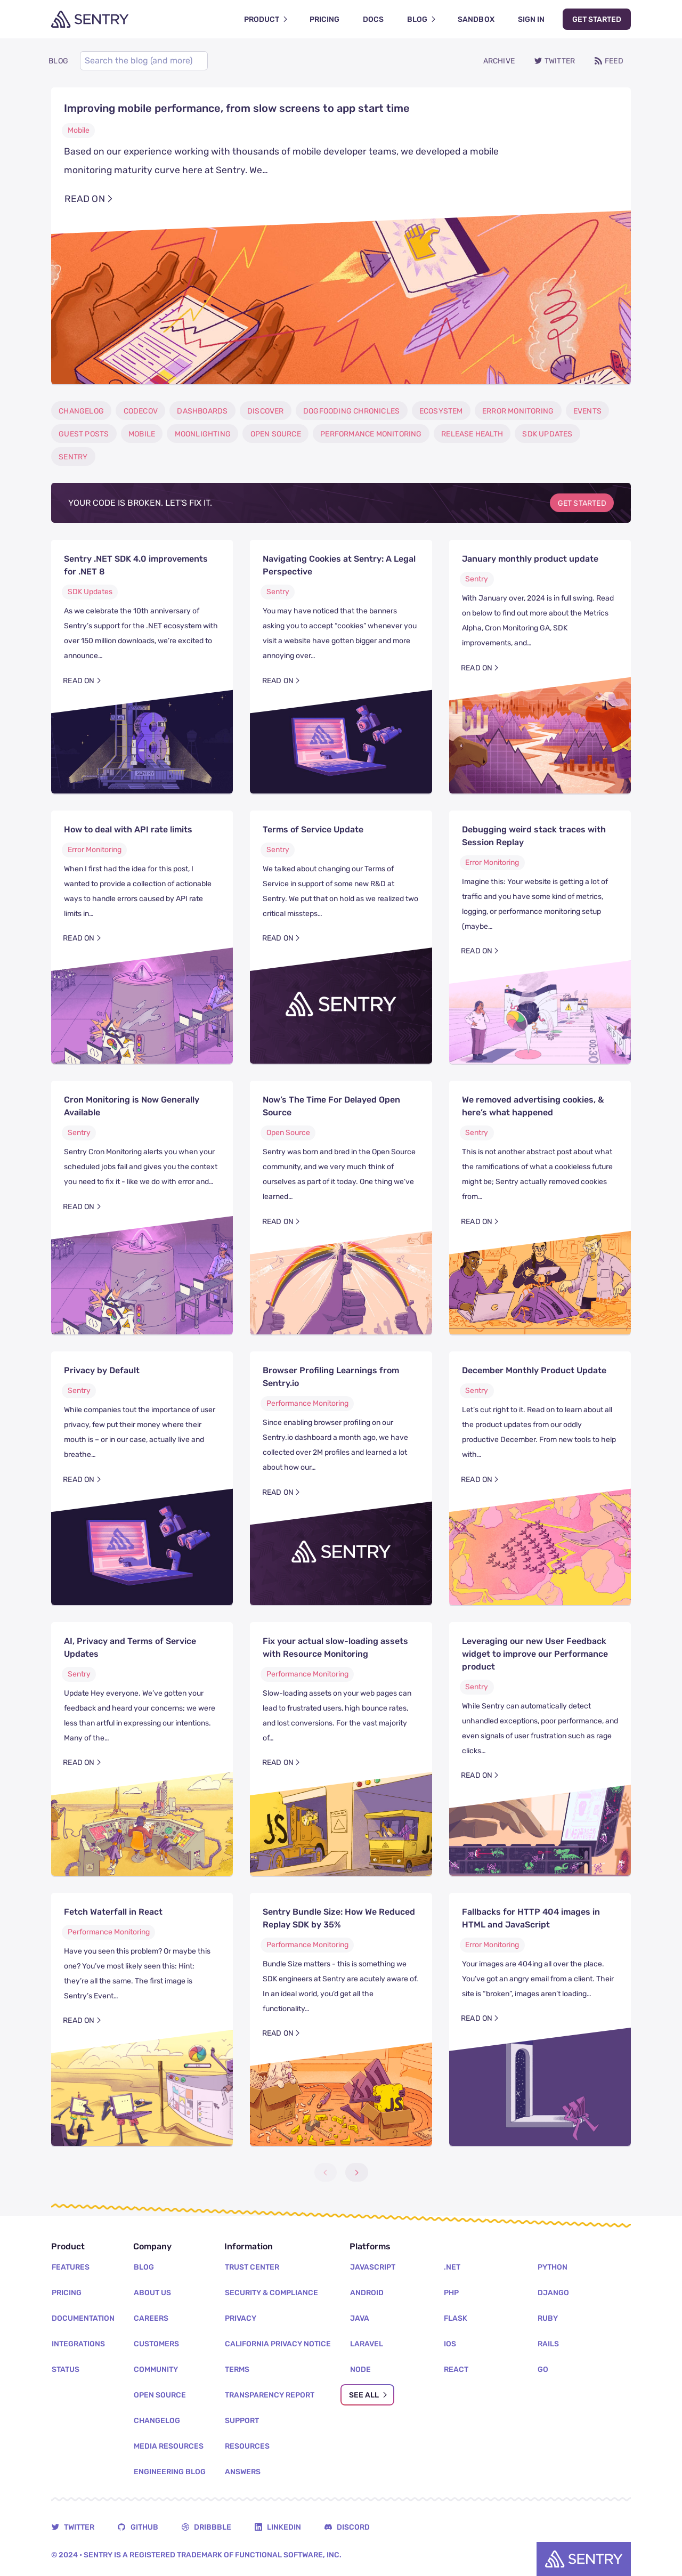 SENTRY
PRODUCT
PRICING
DOCS
BLOG
SANDBOX
SIGN IN
GET STARTED
BLOG
Search the blog (and more)
ARCHIVE
TWITTER
FEED
Improving mobile performance, from slow screens to app start time
Mobile
Based on our experience working with thousands of mobile developer teams, we developed a mobile
monitoring maturity curve here at Sentry. We…
READ ON
CHANGELOG
CODECOV
DASHBOARDS
DISCOVER
DOGFOODING CHRONICLES
ECOSYSTEM
ERROR MONITORING
EVENTS
GUEST POSTS
MOBILE
MOONLIGHTING
OPEN SOURCE
PERFORMANCE MONITORING
RELEASE HEALTH
SDK UPDATES
SENTRY
YOUR CODE IS BROKEN. LET'S FIX IT.
GET STARTED
Sentry .NET SDK 4.0 improvements
for .NET 8
SDK Updates
As we celebrate the 10th anniversary of
Sentry's support for the .NET ecosystem with
over 150 million downloads, we're excited to
announce…
READ ON
Navigating Cookies at Sentry: A Legal
Perspective
Sentry
You may have noticed that the banners
asking you to accept "cookies" whenever you
visit a website have gotten bigger and more
annoying over…
READ ON
January monthly product update
Sentry
With January over, 2024 is in full swing. Read
on below to find out more about the Metrics
Alpha, Cron Monitoring GA, SDK
improvements, and…
READ ON
How to deal with API rate limits
Error Monitoring
When I first had the idea for this post, I
wanted to provide a collection of actionable
ways to handle errors caused by API rate
limits in…
READ ON
Terms of Service Update
Sentry
We talked about changing our Terms of
Service in support of some new R&D at
Sentry. We put that on hold as we realized two
critical missteps…
READ ON
SENTRY
Debugging weird stack traces with
Session Replay
Error Monitoring
Imagine this: Your website is getting a lot of
traffic and you have some kind of metrics,
logging, or performance monitoring setup
(maybe…
READ ON
Cron Monitoring is Now Generally
Available
Sentry
Sentry Cron Monitoring alerts you when your
scheduled jobs fail and gives you the context
you need to fix it - like we do with error and…
READ ON
Now's The Time For Delayed Open
Source
Open Source
Sentry was born and bred in the Open Source
community, and we very much think of
ourselves as part of it today. One thing we've
learned…
READ ON
We removed advertising cookies, &
here's what happened
Sentry
This is not another abstract post about what
the ramifications of what a cookieless future
might be; Sentry actually removed cookies
from…
READ ON
Privacy by Default
Sentry
While companies tout the importance of user
privacy, few put their money where their
mouth is – or in our case, actually live and
breathe…
READ ON
Browser Profiling Learnings from
Sentry.io
Performance Monitoring
Since enabling browser profiling on our
Sentry.io dashboard a month ago, we have
collected over 2M profiles and learned a lot
about how our…
READ ON
SENTRY
December Monthly Product Update
Sentry
Let's cut right to it. Read on to learn about all
the product updates from our oddly
productive December. From new tools to help
with…
READ ON
AI, Privacy and Terms of Service
Updates
Sentry
Update Hey everyone. We've gotten your
feedback and heard your concerns; we were
less than artful in expressing our intentions.
Many of the…
READ ON
Fix your actual slow-loading assets
with Resource Monitoring
Performance Monitoring
Slow-loading assets on your web pages can
lead to frustrated users, high bounce rates,
and lost conversions. For the vast majority
of…
READ ON
JS
JS
Leveraging our new User Feedback
widget to improve our Performance
product
Sentry
While Sentry can automatically detect
unhandled exceptions, poor performance, and
even signals of user frustration such as rage
clicks…
READ ON
Fetch Waterfall in React
Performance Monitoring
Have you seen this problem? Or maybe this
one? You've most likely seen this: Hint:
they're all the same. The first image is
Sentry's Event…
READ ON
Sentry Bundle Size: How We Reduced
Replay SDK by 35%
Performance Monitoring
Bundle Size matters - this is something we
SDK engineers at Sentry are acutely aware of.
In an ideal world, you'd get all the
functionality…
READ ON
JS
Fallbacks for HTTP 404 images in
HTML and JavaScript
Error Monitoring
Your images are 404ing all over the place.
You've got an angry email from a client. Their
site is "broken", images aren't loading…
READ ON
Product
FEATURES
PRICING
DOCUMENTATION
INTEGRATIONS
STATUS
Company
BLOG
ABOUT US
CAREERS
CUSTOMERS
COMMUNITY
OPEN SOURCE
CHANGELOG
MEDIA RESOURCES
ENGINEERING BLOG
Information
TRUST CENTER
SECURITY & COMPLIANCE
PRIVACY
CALIFORNIA PRIVACY NOTICE
TERMS
TRANSPARENCY REPORT
SUPPORT
RESOURCES
ANSWERS
Platforms
JAVASCRIPT
ANDROID
JAVA
LARAVEL
NODE
SEE ALL
.NET
PHP
FLASK
IOS
REACT
PYTHON
DJANGO
RUBY
RAILS
GO
TWITTER
GITHUB
DRIBBBLE
LINKEDIN
DISCORD
© 2024 • SENTRY IS A REGISTERED TRADEMARK OF FUNCTIONAL SOFTWARE, INC.
SENTRY